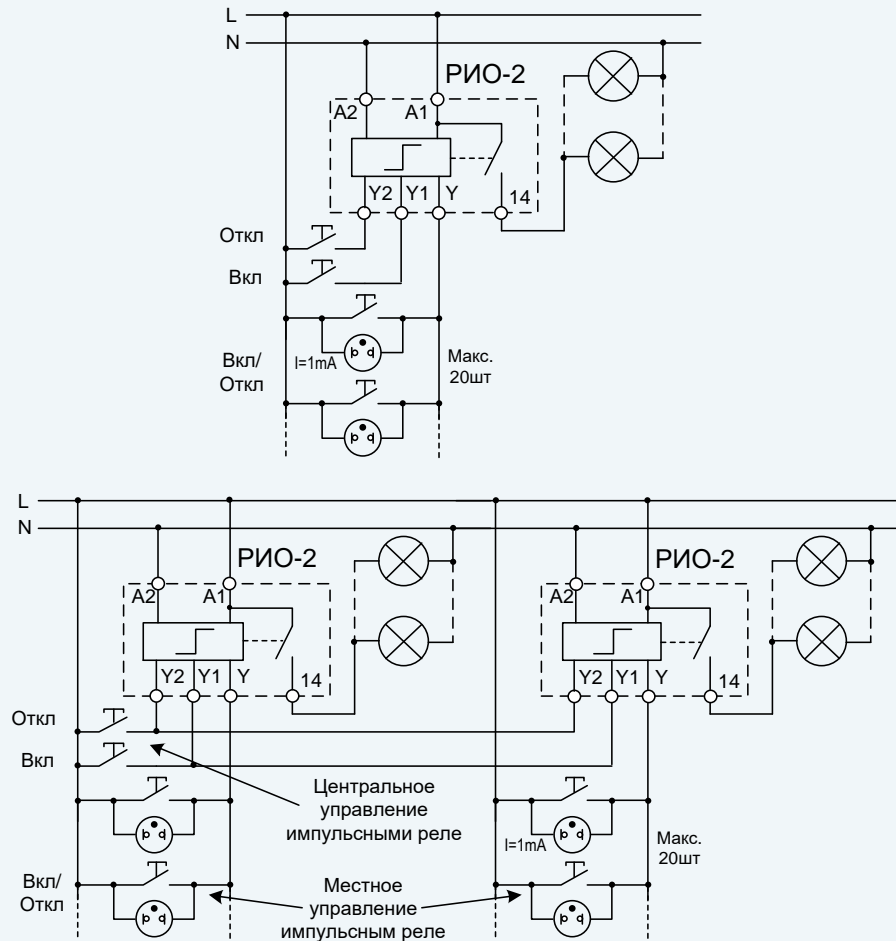 L
N
РИО-2
A2
A1
Y2
Y1
Y
14
Откл
Вкл
I=1mA
Вкл/
Откл
Макс.
20шт
L
N
РИО-2
РИО-2
A2
A1
A2
A1
Y2
Y1
Y
14
Y2
Y1
Y
14
Откл
Вкл
Центральное
управление
импульсными реле
I=1mA
Макс.
20шт
Вкл/
Откл
Местное
управление
импульсным реле